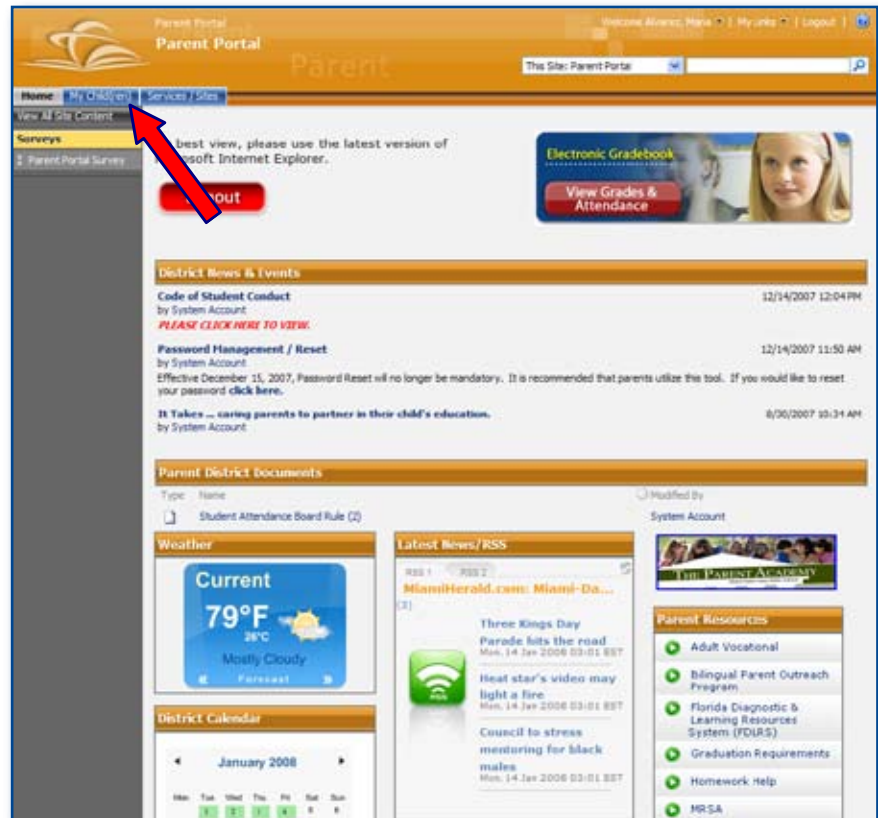 Parent Portal
Welcome Alvarez, Maria | My Links | Logout |
Parent Portal
Parent
This Site: Parent Portal
Home My Child(ren) Services / Sites
View All Site Content
Surveys
Parent Portal Survey
best view, please use the latest version of
osoft Internet Explorer.
out
Electronic Gradebook
View Grades &
Attendance
District News & Events
Code of Student Conduct 12/14/2007 12:04 PM
by System Account
PLEASE CLICK HERE TO VIEW.
Password Management / Reset 12/14/2007 11:50 AM
by System Account
Effective December 15, 2007, Password Reset will no longer be mandatory. It is recommended that parents utilize this tool. If you would like to reset
your password click here.
It Takes ... caring parents to partner in their child's education. 8/30/2007 10:34 AM
by System Account
Parent District Documents
Type Name Modified By
Student Attendance Board Rule (2) System Account
Weather
Current
79°F
26°C
Mostly Cloudy
Forecast
District Calendar
January 2008
Mon Tue Wed Thu Fri Sat Sun
1 2 3 4 5 6
Latest News/RSS
RSS 1 RSS 2
MiamiHerald.com: Miami-Da...
(3)
Three Kings Day
Parade hits the road
Mon, 14 Jan 2008 03:01 EST
Heat star's video may
light a fire
Mon, 14 Jan 2008 03:01 EST
Council to stress
mentoring for black
males
Mon, 14 Jan 2008 03:01 EST
RSS
THE PARENT ACADEMY
Parent Resources
Adult Vocational
Bilingual Parent Outreach
Program
Florida Diagnostic &
Learning Resources
System (FDLRS)
Graduation Requirements
Homework Help
MRSA